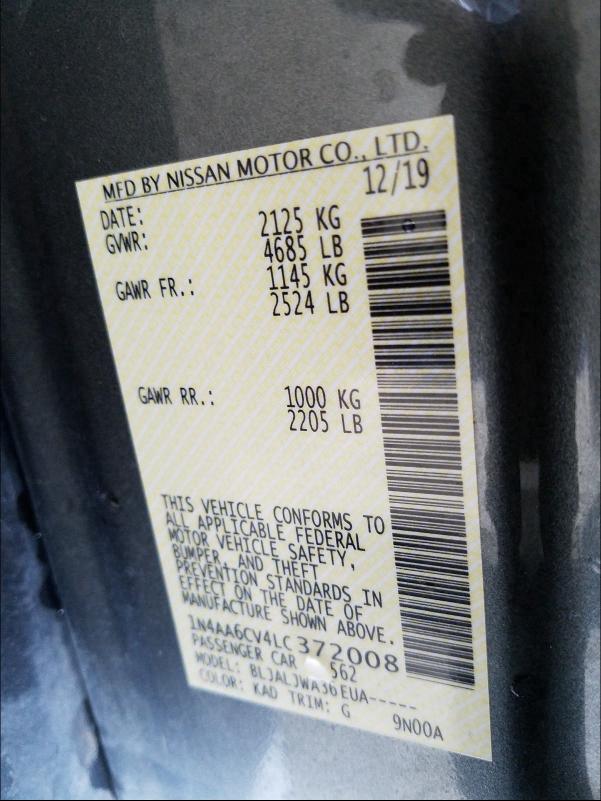 MFD BY NISSAN MOTOR CO., LTD.
DATE: 12/19
GVWR: 2125 KG
4685 LB
GAWR FR.: 1145 KG
2524 LB
GAWR RR.: 1000 KG
2205 LB
THIS VEHICLE CONFORMS TO
ALL APPLICABLE FEDERAL
MOTOR VEHICLE SAFETY,
BUMPER, AND THEFT
PREVENTION STANDARDS IN
EFFECT ON THE DATE OF
MANUFACTURE SHOWN ABOVE.
1N4AA6CV4LC372008
PASSENGER CAR 562
MODEL: BLJALJWA36EUA-----
COLOR: KAD TRIM: G 9N00A